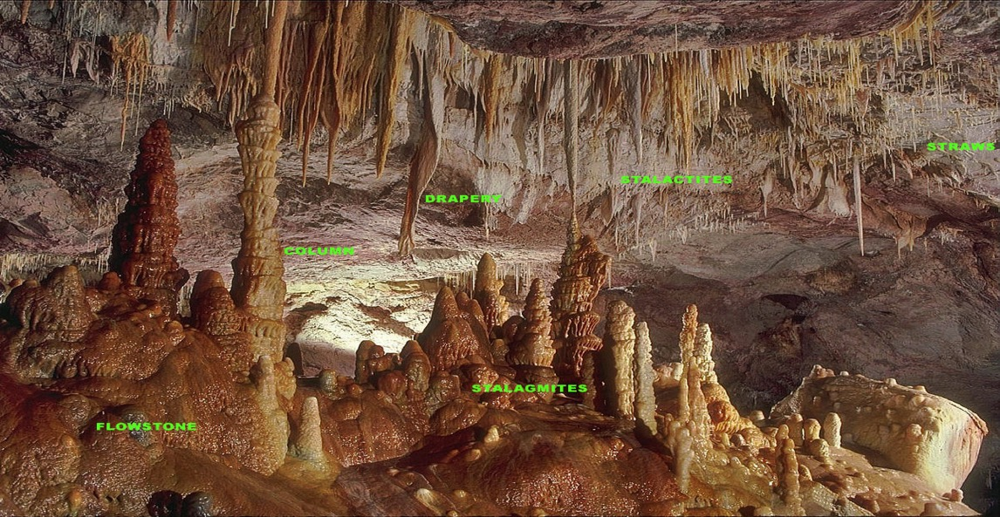 STRAWS
STALACTITES
DRAPERY
COLUMN
STALAGMITES
FLOWSTONE